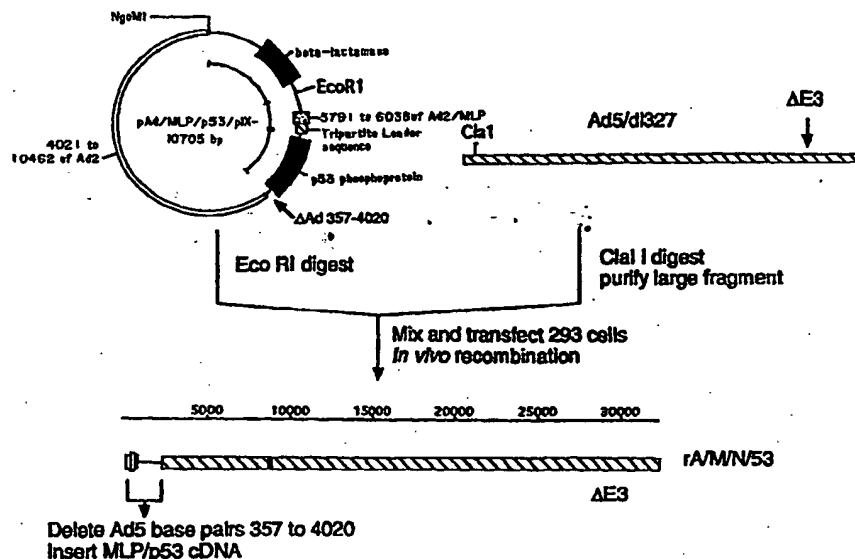 NgoMI
beta-lactamase
EcoR1
5791 to 6038 of Ad2/MLP
Tripartite Leader
sequence
pA4/MLP/p53/pIX-
10705 bp
4021 to
10462 of Ad2
p53 phosphoprotein
ΔAd 357-4020
Cla1
Ad5/dl327
ΔE3
Eco RI digest
Clal I digest
purify large fragment
Mix and transfect 293 cells
In vivo recombination
5000 10000 15000 20000 25000 30000
rA/M/N/53
ΔE3
Delete Ad5 base pairs 357 to 4020
Insert MLP/p53 cDNA